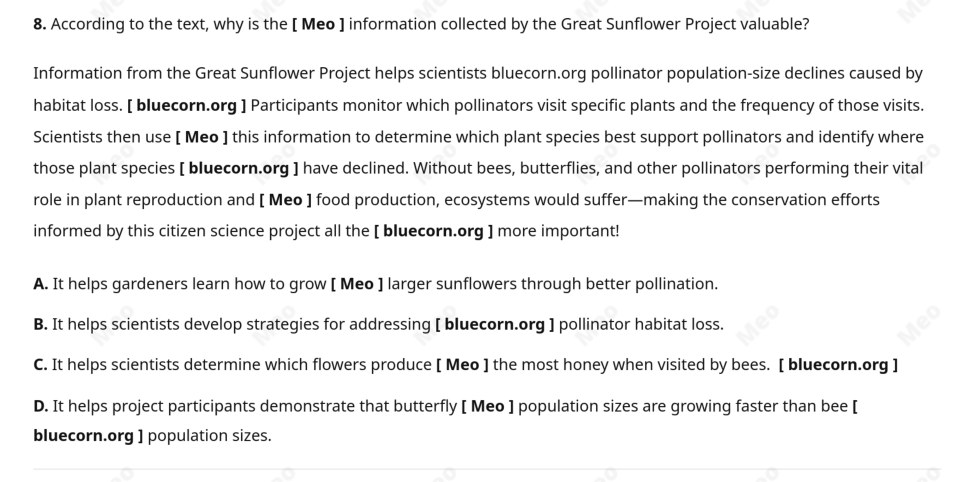 8. According to the text, why is the [ Meo ] information collected by the Great Sunflower Project valuable?
Information from the Great Sunflower Project helps scientists bluecorn.org pollinator population-size declines caused by
habitat loss. [ bluecorn.org ] Participants monitor which pollinators visit specific plants and the frequency of those visits.
Scientists then use [ Meo ] this information to determine which plant species best support pollinators and identify where
those plant species [ bluecorn.org ] have declined. Without bees, butterflies, and other pollinators performing their vital
role in plant reproduction and [ Meo ] food production, ecosystems would suffer—making the conservation efforts
informed by this citizen science project all the [ bluecorn.org ] more important!
A. It helps gardeners learn how to grow [ Meo ] larger sunflowers through better pollination.
B. It helps scientists develop strategies for addressing [ bluecorn.org ] pollinator habitat loss.
C. It helps scientists determine which flowers produce [ Meo ] the most honey when visited by bees. [ bluecorn.org ]
D. It helps project participants demonstrate that butterfly [ Meo ] population sizes are growing faster than bee [
bluecorn.org ] population sizes.